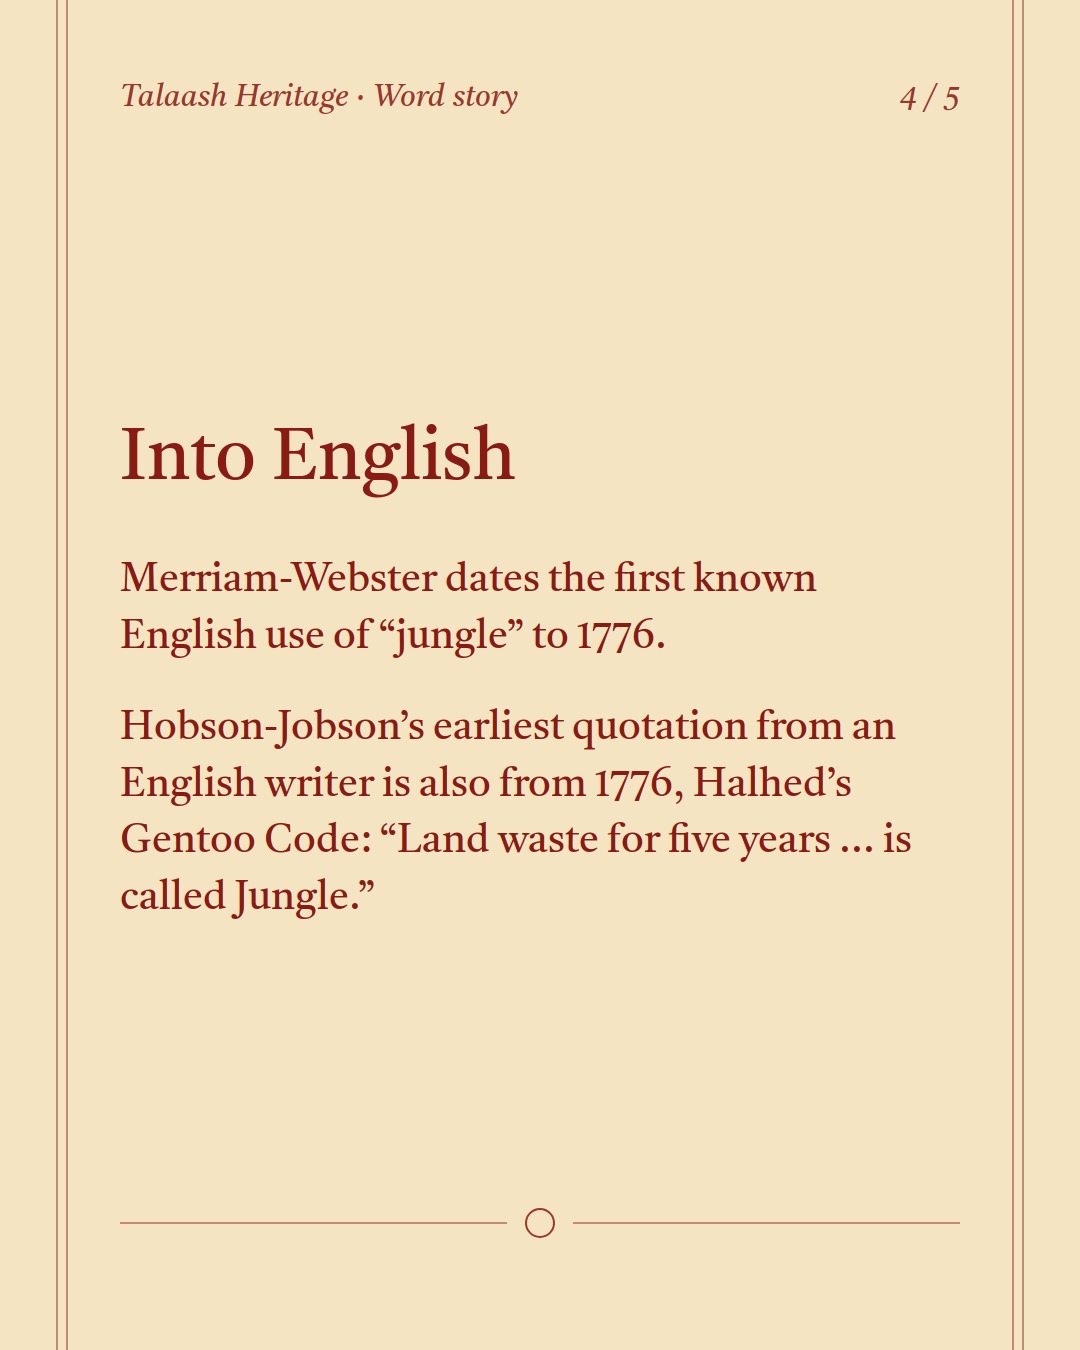 Talaash Heritage · Word story
4 / 5
Into English
Merriam-Webster dates the first known
English use of “jungle” to 1776.
Hobson-Jobson’s earliest quotation from an
English writer is also from 1776, Halhed’s
Gentoo Code: “Land waste for five years … is
called Jungle.”